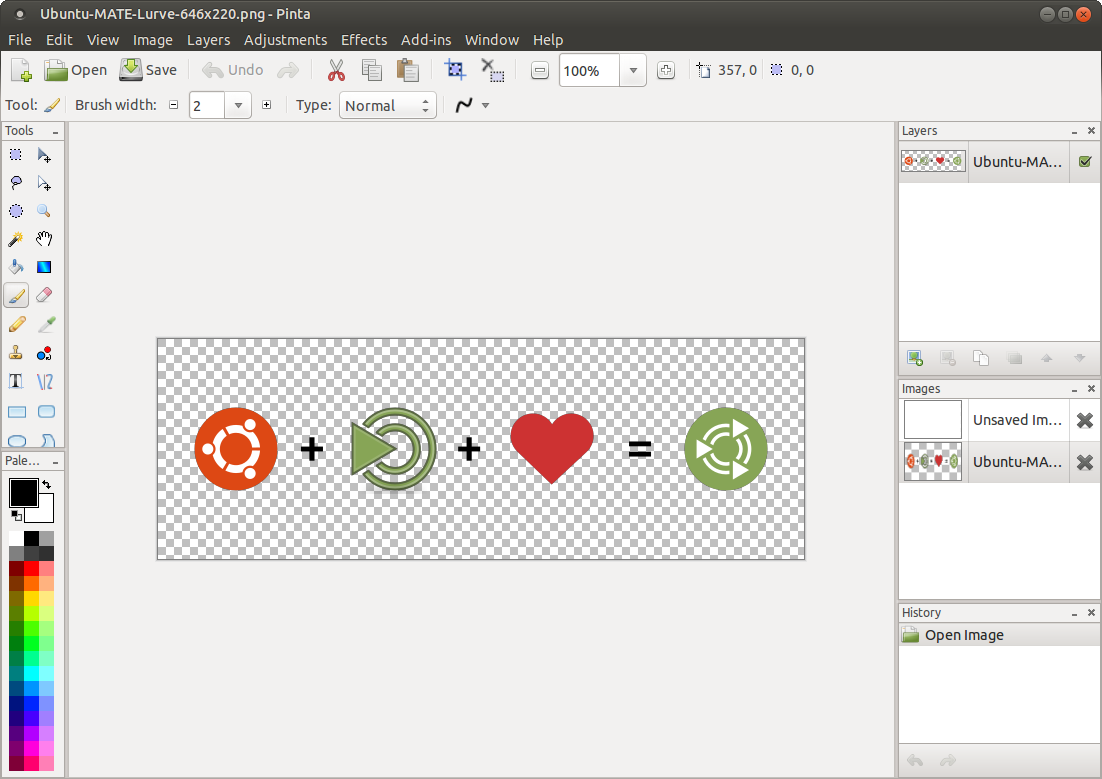 Ubuntu-MATE-Lurve-646x220.png - Pinta
File Edit View Image Layers Adjustments Effects Add-ins Window Help
Open Save Undo 100% 357, 0 0, 0
Tool: Brush width: 2 Type: Normal
Tools
Layers
Ubuntu-MA...
Images
Unsaved Im...
Ubuntu-MA...
Pale...
History
Open Image
+ + =